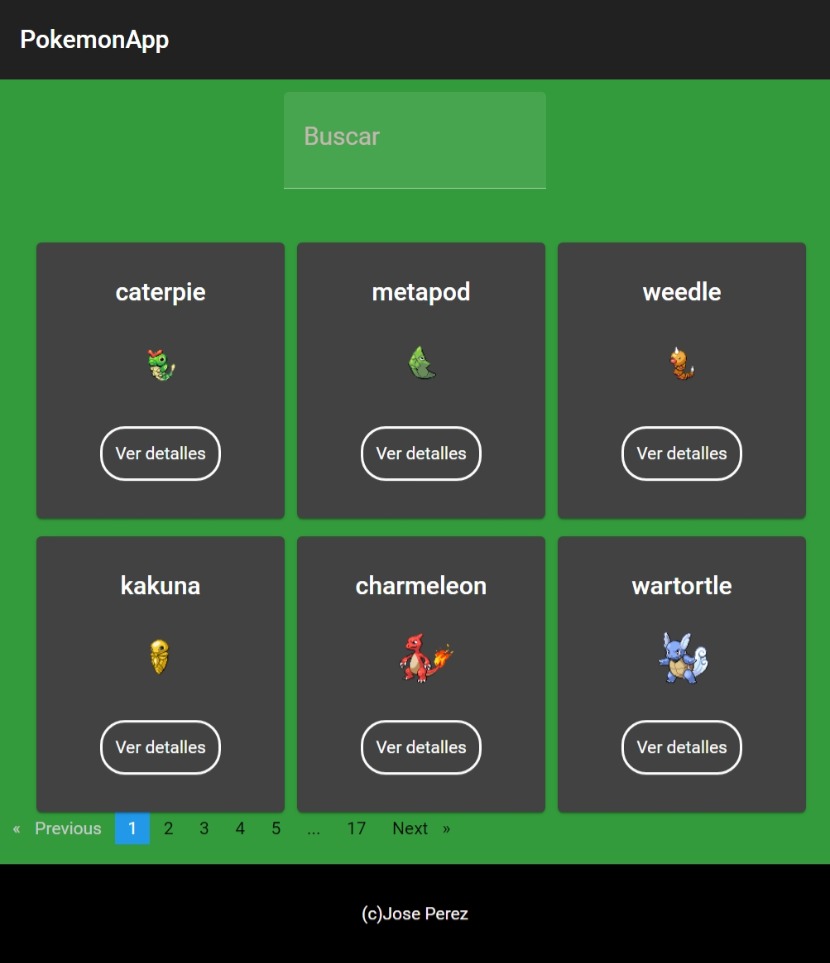 PokemonApp
Buscar
caterpie metapod weedle
Ver detalles Ver detalles Ver detalles
kakuna charmeleon wartortle
Ver detalles Ver detalles Ver detalles
« Previous 1 2 3 4 5 ... 17 Next »
(c)Jose Perez